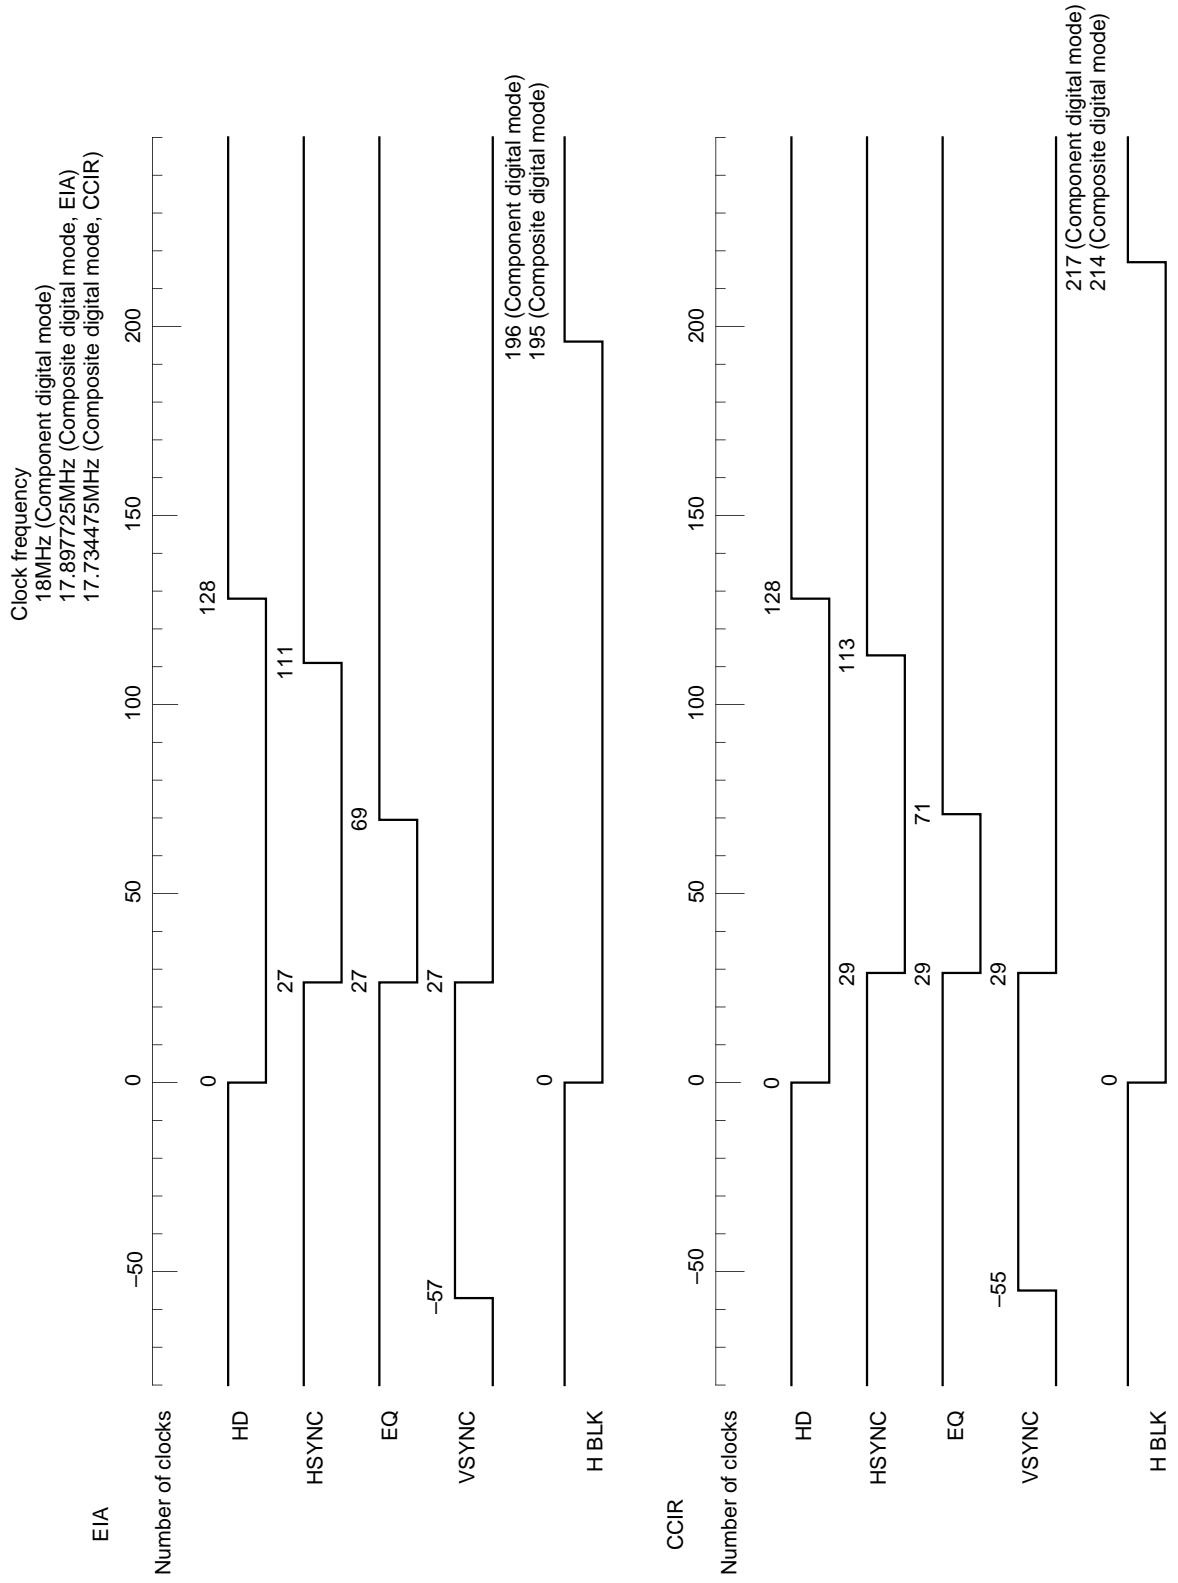 Clock frequency
18MHz (Component digital mode)
17.897725MHz (Composite digital mode, EIA)
17.734475MHz (Composite digital mode, CCIR)
EIA
Number of clocks
–50
0
50
100
150
200
HD
0
128
HSYNC
27
111
EQ
27
69
VSYNC
–57
27
H BLK
0
196 (Component digital mode)
195 (Composite digital mode)
CCIR
Number of clocks
–50
0
50
100
150
200
HD
0
128
HSYNC
29
113
EQ
29
71
VSYNC
–55
29
H BLK
0
217 (Component digital mode)
214 (Composite digital mode)